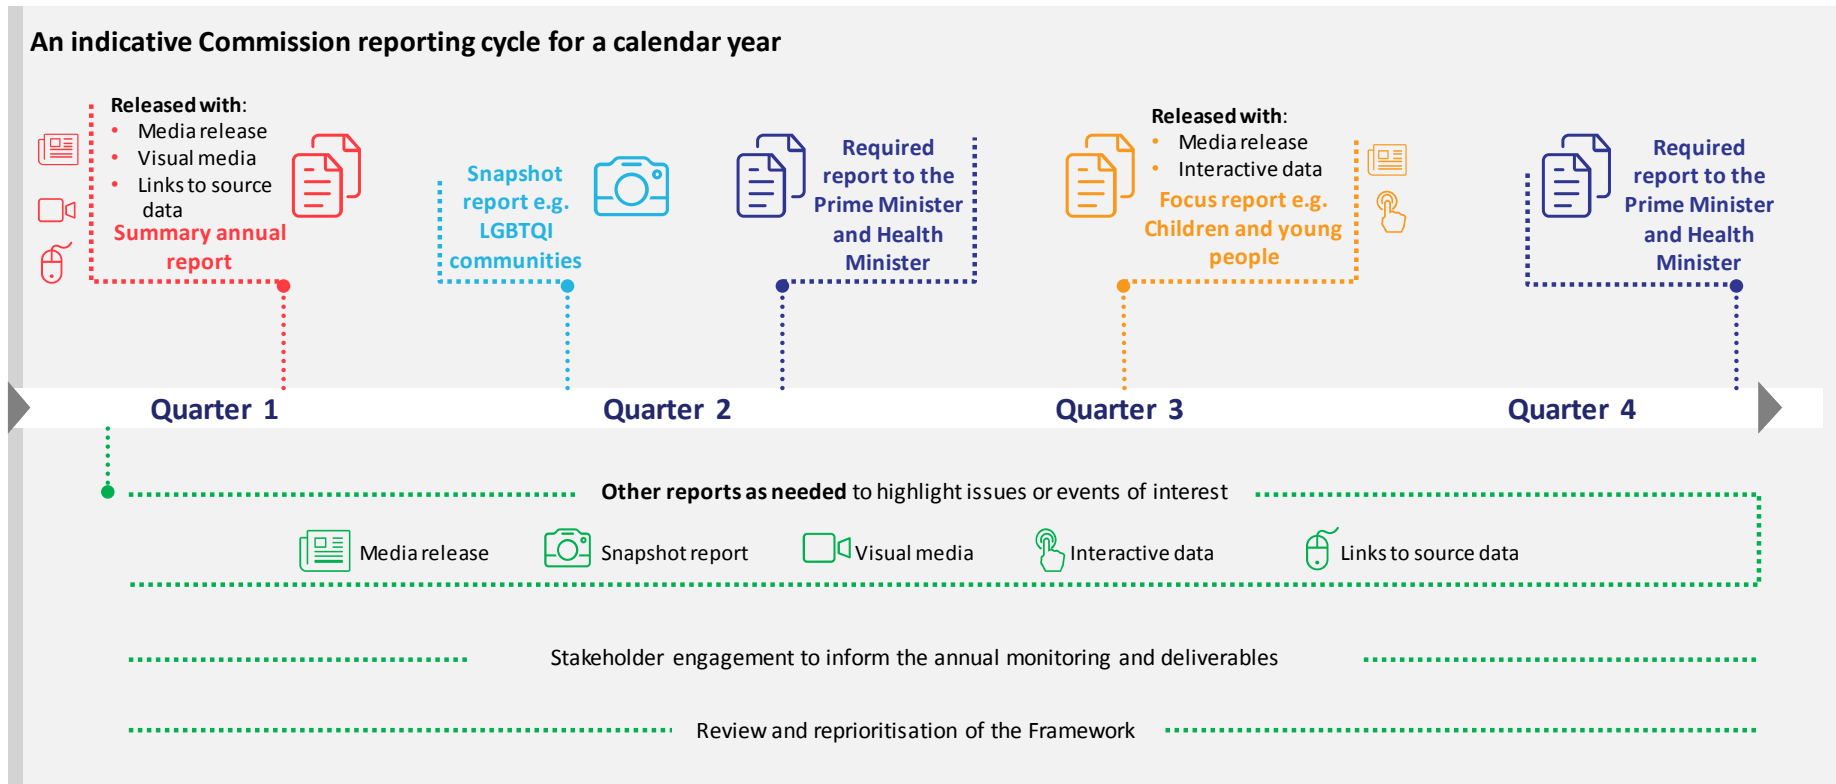 An indicative Commission reporting cycle for a calendar year
Released with:
• Media release
• Visual media
• Links to source
data
Summary annual
report
Snapshot
report e.g.
LGBTQI
communities
Required
report to the
Prime Minister
and Health
Minister
Released with:
• Media release
• Interactive data
Focus report e.g.
Children and young
people
Required
report to the
Prime Minister
and Health
Minister
Quarter 1
Quarter 2
Quarter 3
Quarter 4
Other reports as needed to highlight issues or events of interest
Media release
Snapshot report
Visual media
Interactive data
Links to source data
Stakeholder engagement to inform the annual monitoring and deliverables
Review and reprioritisation of the Framework